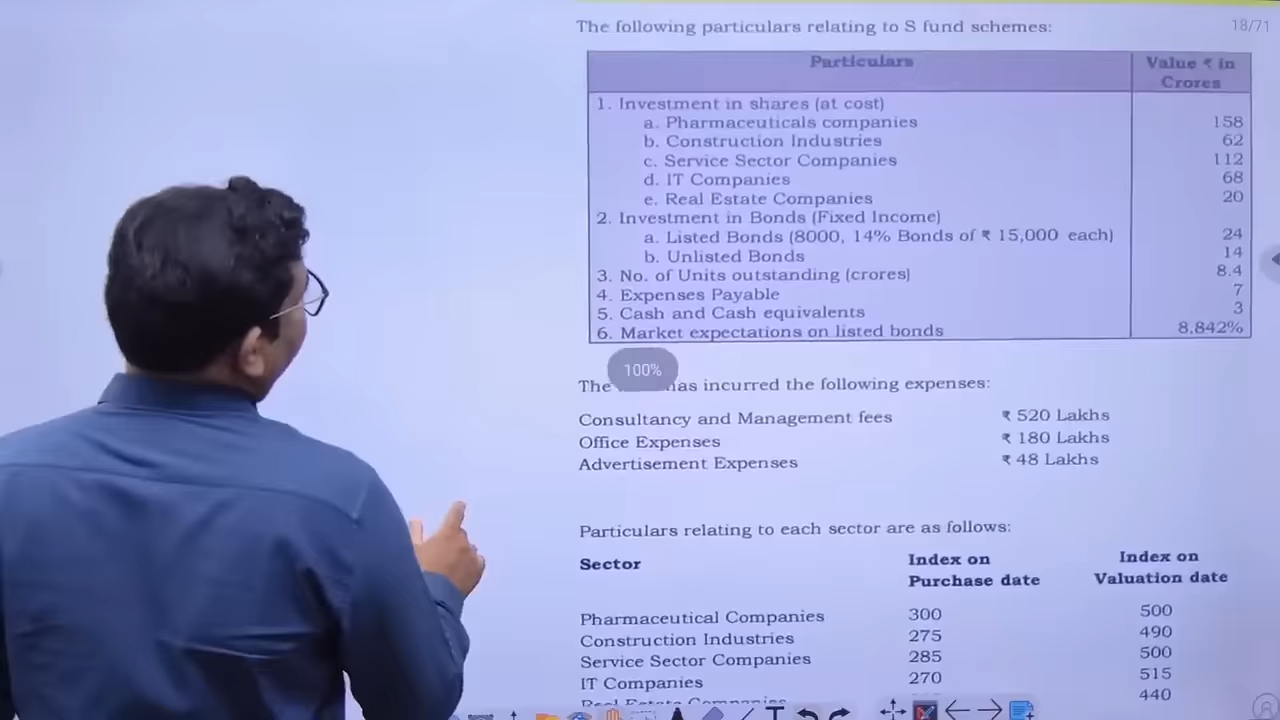 The following particulars relating to S fund schemes:
18/71
Particulars Value ₹ in Crores
1. Investment in shares (at cost)
a. Pharmaceuticals companies 158
b. Construction Industries 62
c. Service Sector Companies 112
d. IT Companies 68
e. Real Estate Companies 20
2. Investment in Bonds (Fixed Income)
a. Listed Bonds (8000, 14% Bonds of ₹ 15,000 each) 24
b. Unlisted Bonds 14
3. No. of Units outstanding (crores) 8.4
4. Expenses Payable 7
5. Cash and Cash equivalents 3
6. Market expectations on listed bonds 8.842%
100%
The has incurred the following expenses:
Consultancy and Management fees ₹ 520 Lakhs
Office Expenses ₹ 180 Lakhs
Advertisement Expenses ₹ 48 Lakhs
Particulars relating to each sector are as follows:
Sector Index on Purchase date Index on Valuation date
Pharmaceutical Companies 300 500
Construction Industries 275 490
Service Sector Companies 285 500
IT Companies 270 515
Real Estate Companies 440